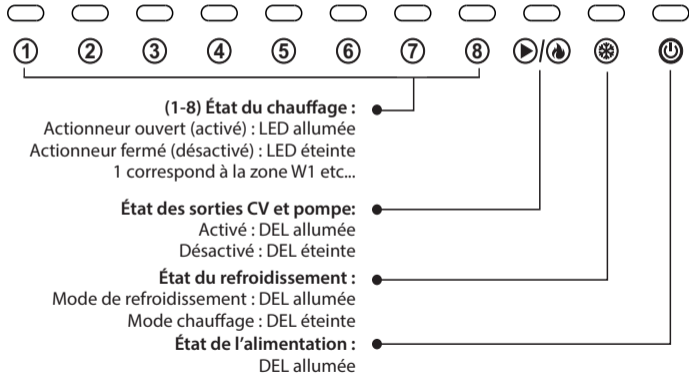 1 2 3 4 5 6 7 8 /
(1-8) État du chauffage :
Actionneur ouvert (activé) : LED allumée
Actionneur fermé (désactivé) : LED éteinte
1 correspond à la zone W1 etc...
État des sorties CV et pompe:
Activé : DEL allumée
Désactivé : DEL éteinte
État du refroidissement :
Mode de refroidissement : DEL allumée
Mode chauffage : DEL éteinte
État de l’alimentation :
DEL allumée